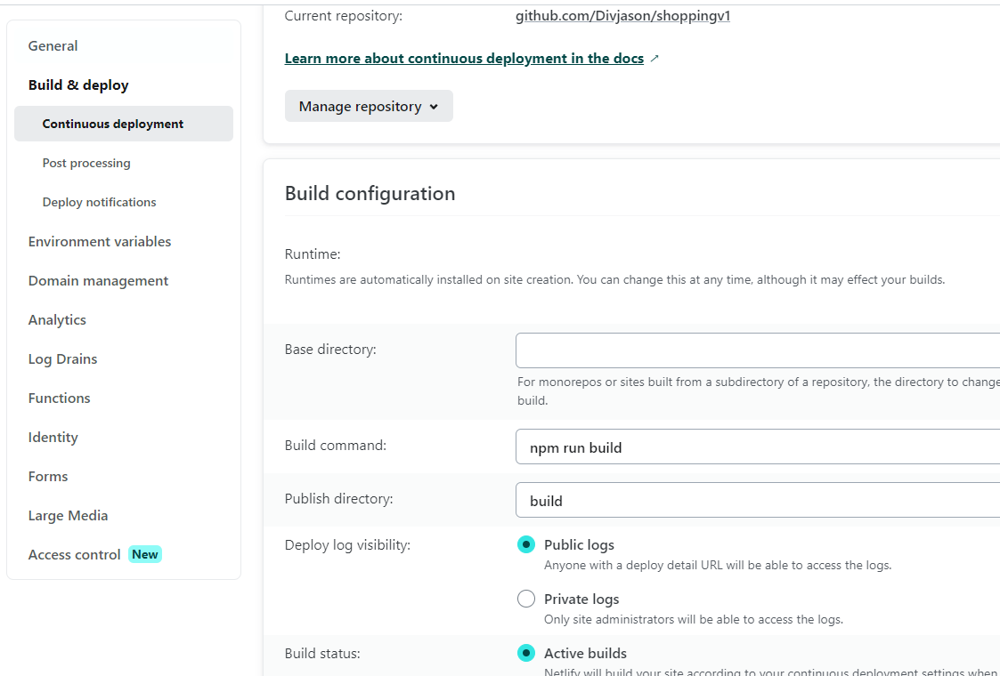 General
Build & deploy
Continuous deployment
Post processing
Deploy notifications
Environment variables
Domain management
Analytics
Log Drains
Functions
Identity
Forms
Large Media
Access control New
Current repository: github.com/Divjason/shoppingv1
Learn more about continuous deployment in the docs ↗
Manage repository
Build configuration
Runtime:
Runtimes are automatically installed on site creation. You can change this at any time, although it may effect your builds.
Base directory:
For monorepos or sites built from a subdirectory of a repository, the directory to change
build.
Build command: npm run build
Publish directory: build
Deploy log visibility: Public logs
Anyone with a deploy detail URL will be able to access the logs.
Private logs
Only site administrators will be able to access the logs.
Build status: Active builds
Netlify will build your site according to your continuous deployment settings when